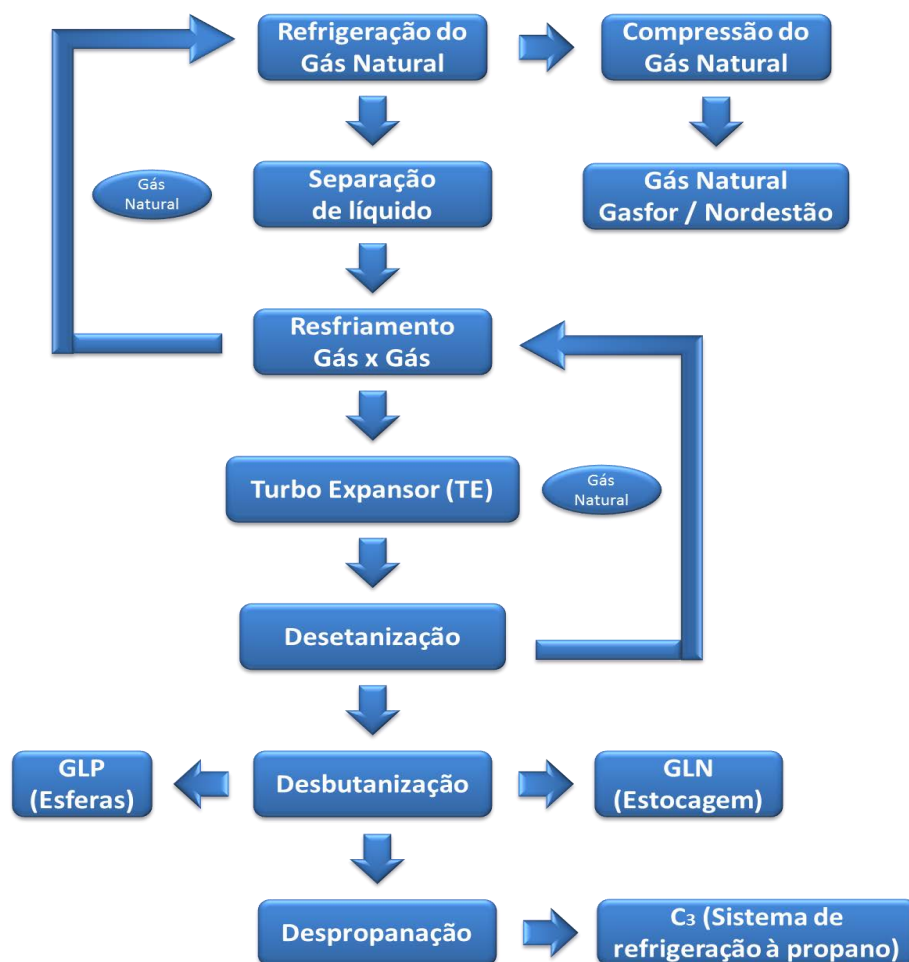 Refrigeração do
Gás Natural
Compressão do
Gás Natural
Gás
Natural
Separação
de líquido
Gás Natural
Gasfor / Nordestão
Resfriamento
Gás x Gás
Turbo Expansor (TE)
Gás
Natural
Desetanização
GLP
(Esferas)
Desbutanização
GLN
(Estocagem)
Despropanação
C₃ (Sistema de
refrigeração à propano)